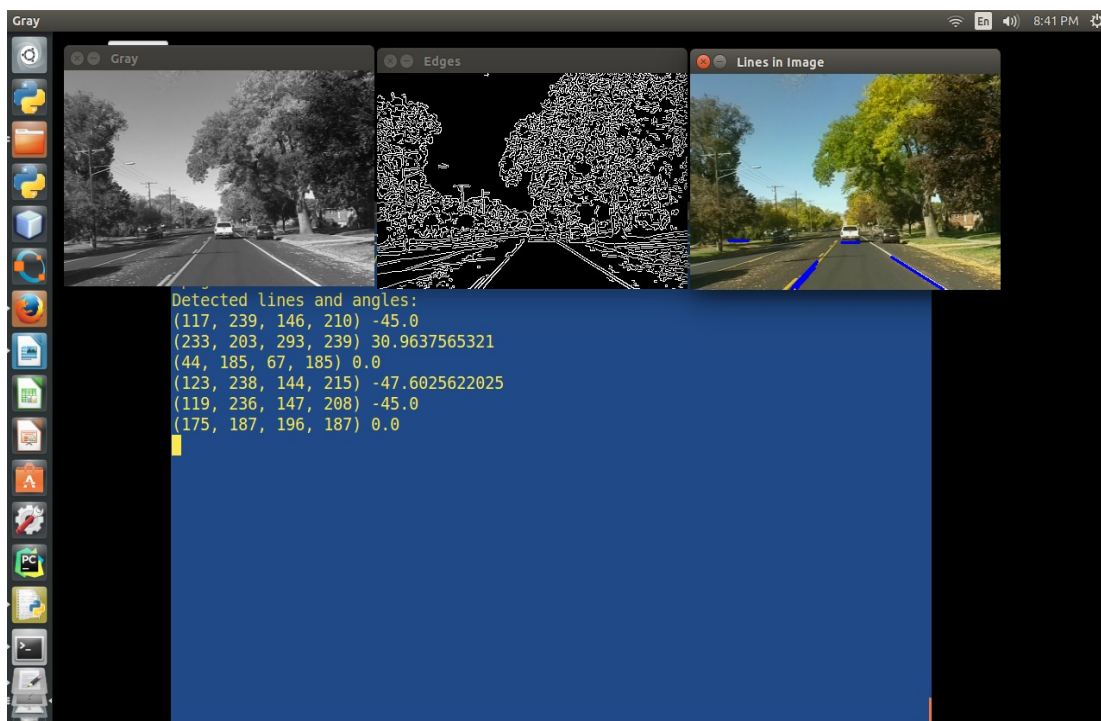 Gray
En
8:41 PM
Gray
Edges
Lines in Image
Detected lines and angles:
(117, 239, 146, 210) -45.0
(233, 203, 293, 239) 30.9637565321
(44, 185, 67, 185) 0.0
(123, 238, 144, 215) -47.6025622025
(119, 236, 147, 208) -45.0
(175, 187, 196, 187) 0.0
PC
>_